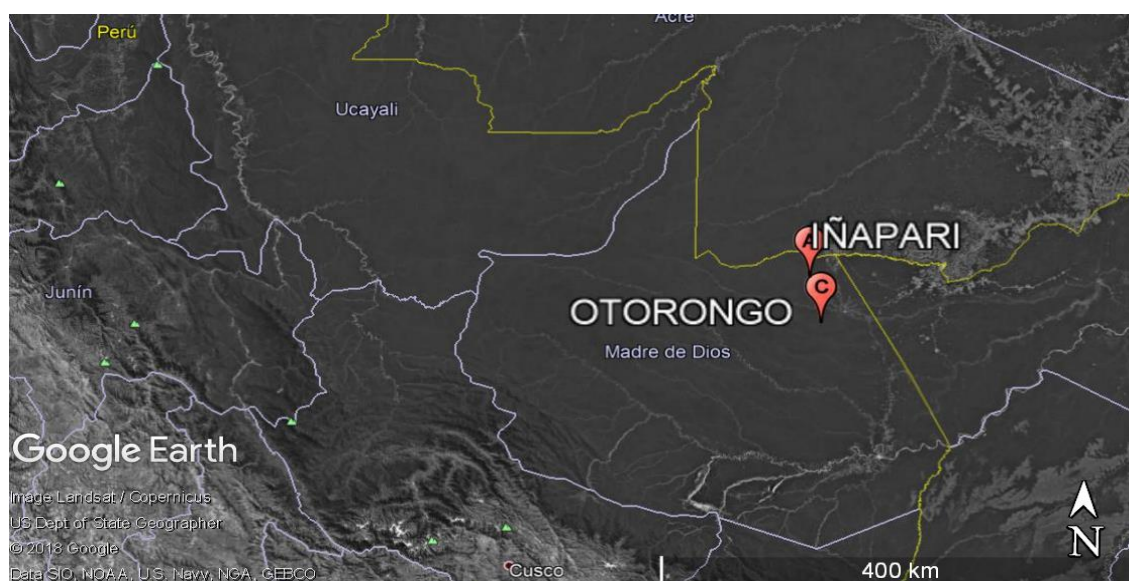 Acre
Perú
Ucayali
A
IÑAPARI
C
Junín
OTORONGO
Madre de Dios
Google Earth
Image Landsat / Copernicus
US Dept of State Geographer
© 2018 Google
Data SIO, NOAA, U.S. Navy, NGA, GEBCO
Cusco
400 km
N